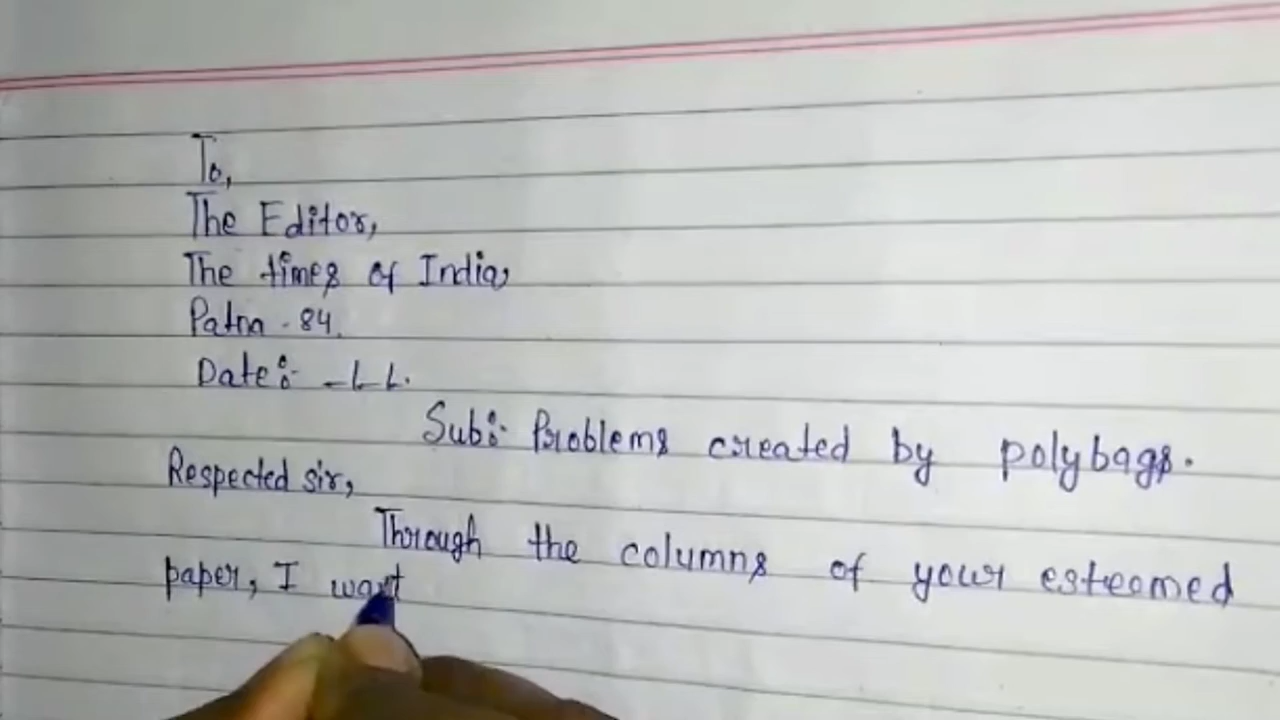 To,
The Editor,
The times of India,
Patna - 84.
Date:- _/_/_.
Sub:- Problems created by polybags.
Respected sir,
Through the columns of your esteemed
paper, I want